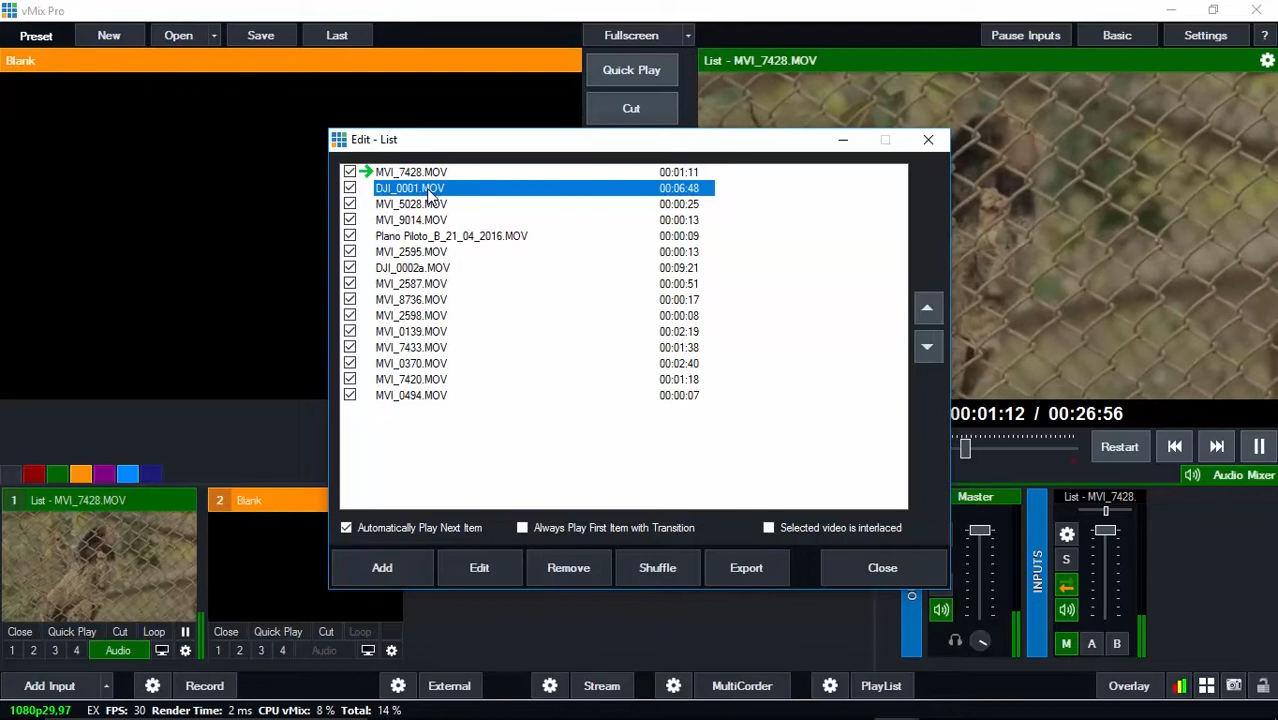 vMix Pro
Preset New Open Save Last Fullscreen Pause Inputs Basic Settings ?
Blank
Quick Play
List - MVI_7428.MOV
Cut
Edit - List
MVI_7428.MOV 00:01:11
DJI_0001.MOV 00:06:48
MVI_5028.MOV 00:00:25
MVI_9014.MOV 00:00:13
Plano Piloto_B_21_04_2016.MOV 00:00:09
MVI_2595.MOV 00:00:13
DJI_0002a.MOV 00:09:21
MVI_2587.MOV 00:00:51
MVI_8736.MOV 00:00:17
MVI_2598.MOV 00:00:08
MVI_0139.MOV 00:02:19
MVI_7433.MOV 00:01:38
MVI_0370.MOV 00:02:40
MVI_7420.MOV 00:01:18
MVI_0494.MOV 00:00:07
00:01:12 / 00:26:56
Restart
Audio Mixer
Automatically Play Next Item Always Play First Item with Transition Selected video is interlaced
Add Edit Remove Shuffle Export Close
1 List - MVI_7428.MOV 2 Blank
Master List - MVI_7428.
S
INPUTS
O
M A B
Close Quick Play Cut Loop Close Quick Play Cut Loop
1 2 3 4 Audio 1 2 3 4 Audio
Add Input Record External Stream MultiCorder PlayList Overlay
1080p29,97 EX FPS: 30 Render Time: 2 ms CPU vMix: 8 % Total: 14 %